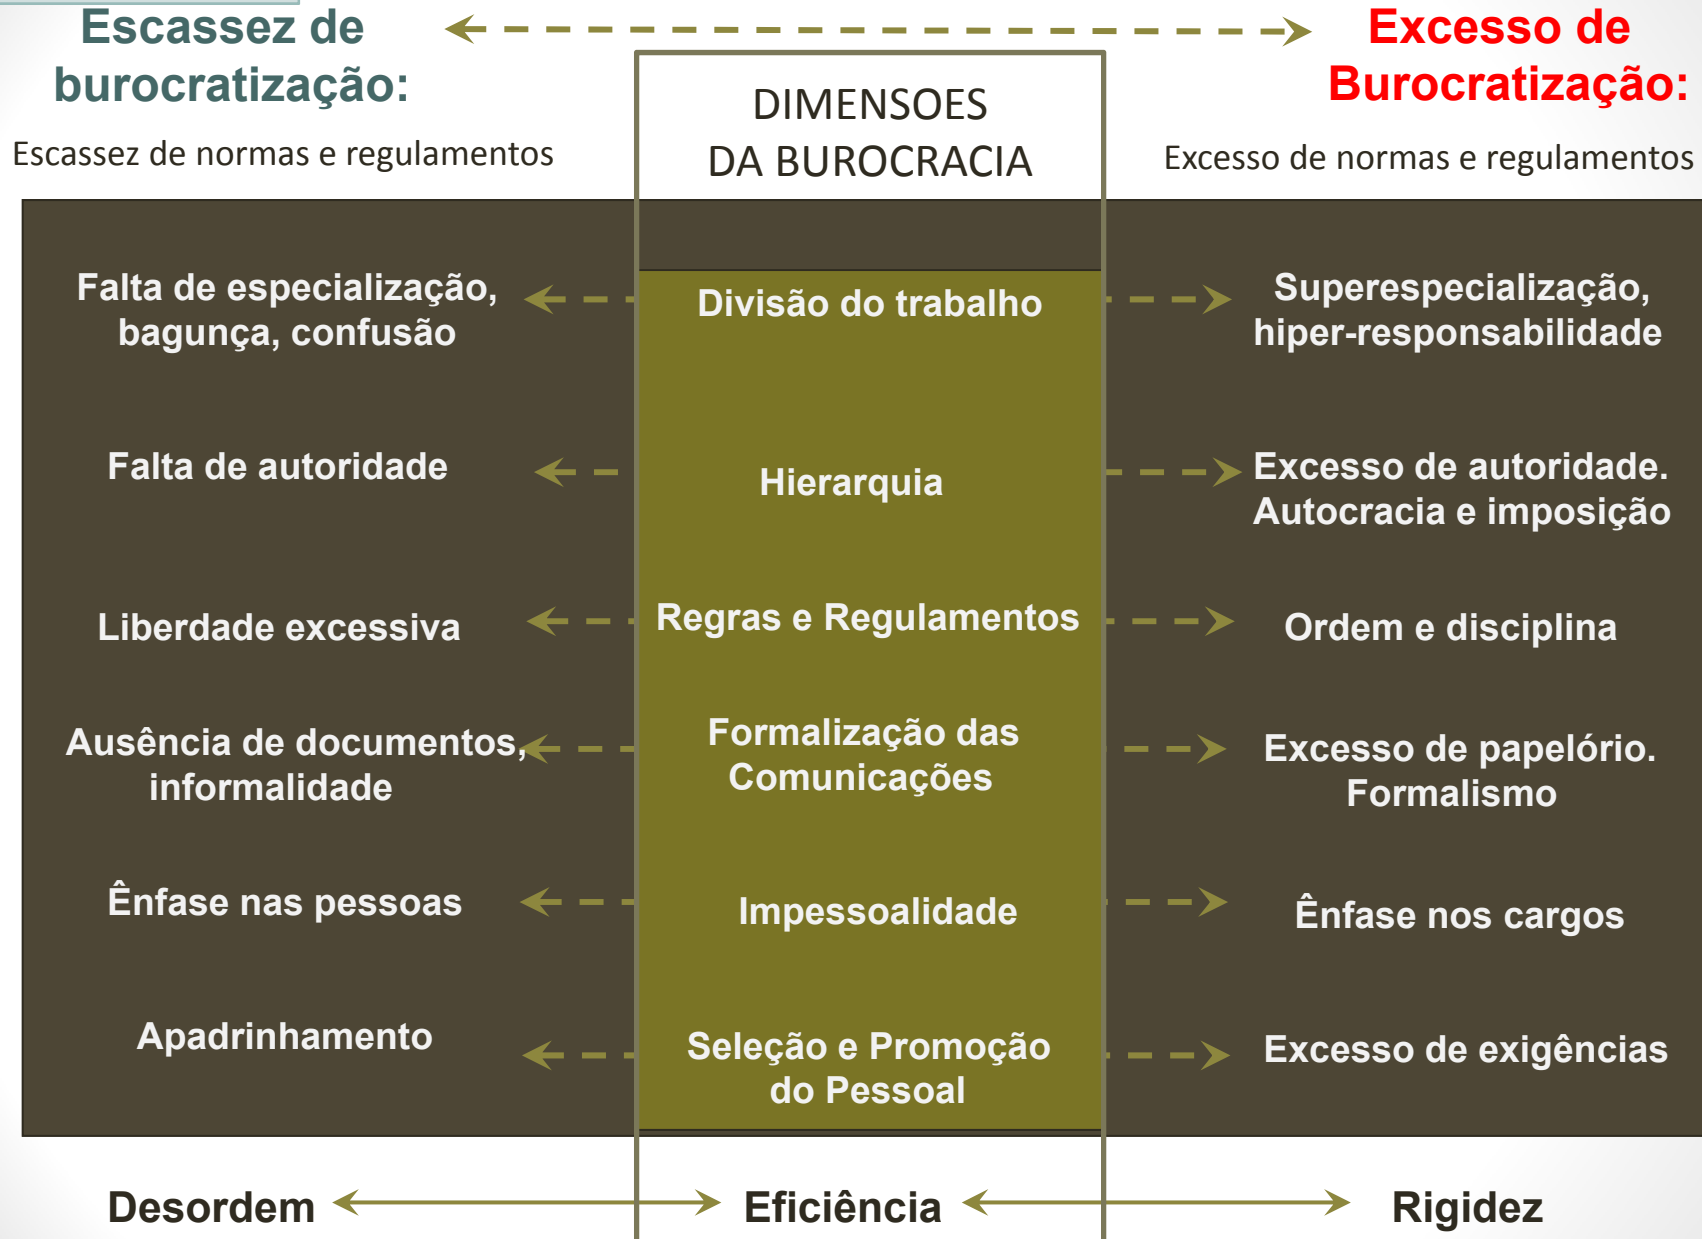 Escassez de
burocratização:
Excesso de
Burocratização:
DIMENSOES
DA BUROCRACIA
Escassez de normas e regulamentos
Excesso de normas e regulamentos
Falta de especialização,
bagunça, confusão
Divisão do trabalho
Superespecialização,
hiper-responsabilidade
Falta de autoridade
Hierarquia
Excesso de autoridade.
Autocracia e imposição
Liberdade excessiva
Regras e Regulamentos
Ordem e disciplina
Ausência de documentos,
informalidade
Formalização das
Comunicações
Excesso de papelório.
Formalismo
Ênfase nas pessoas
Impessoalidade
Ênfase nos cargos
Apadrinhamento
Seleção e Promoção
do Pessoal
Excesso de exigências
Desordem
Eficiência
Rigidez